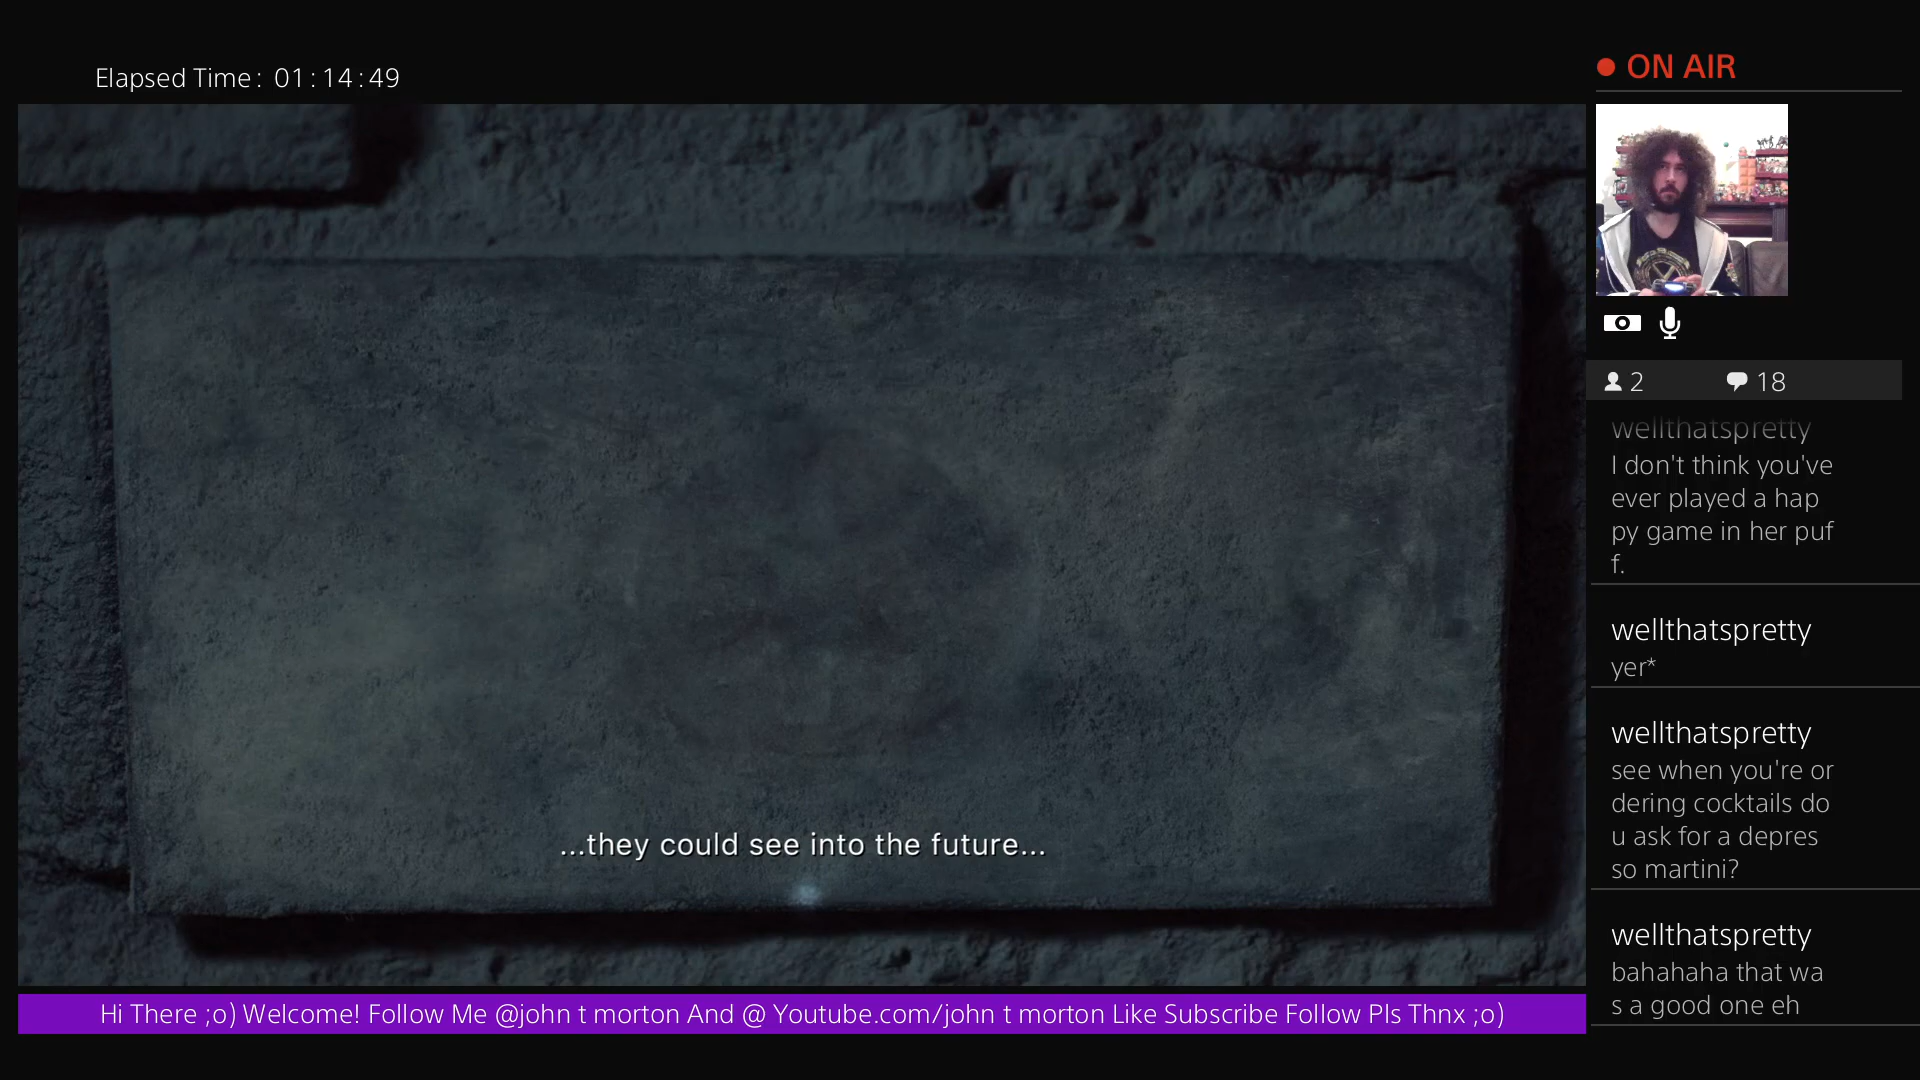 Elapsed Time: 01:14:49
ON AIR
2 18
wellthatspretty
I don't think you've
ever played a hap
py game in her puf
f.
wellthatspretty
yer*
wellthatspretty
see when you're or
dering cocktails do
u ask for a depres
so martini?
wellthatspretty
bahahaha that wa
s a good one eh
...they could see into the future...
Hi There ;o) Welcome! Follow Me @john t morton And @ Youtube.com/john t morton Like Subscribe Follow Pls Thnx ;o)